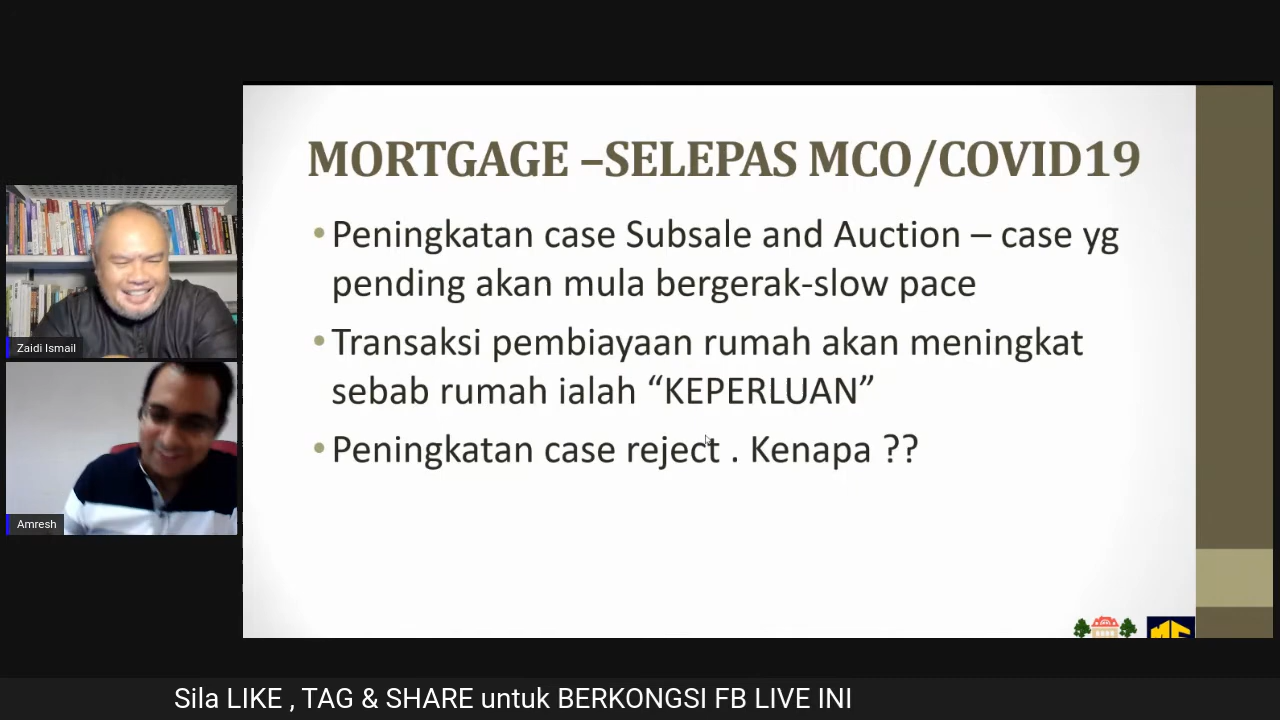 MORTGAGE –SELEPAS MCO/COVID19
• Peningkatan case Subsale and Auction – case yg
pending akan mula bergerak-slow pace
• Transaksi pembiayaan rumah akan meningkat
sebab rumah ialah “KEPERLUAN”
• Peningkatan case reject . Kenapa ??
Zaidi Ismail
Amresh
Sila LIKE , TAG & SHARE untuk BERKONGSI FB LIVE INI